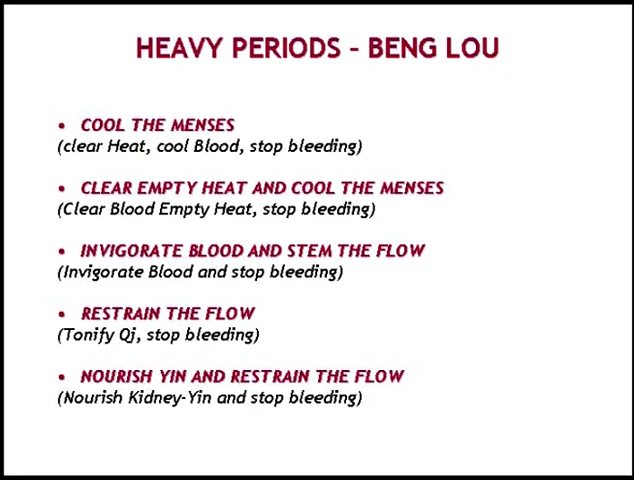 HEAVY PERIODS – BENG LOU
• COOL THE MENSES
(clear Heat, cool Blood, stop bleeding)
• CLEAR EMPTY HEAT AND COOL THE MENSES
(Clear Blood Empty Heat, stop bleeding)
• INVIGORATE BLOOD AND STEM THE FLOW
(Invigorate Blood and stop bleeding)
• RESTRAIN THE FLOW
(Tonify Qi, stop bleeding)
• NOURISH YIN AND RESTRAIN THE FLOW
(Nourish Kidney-Yin and stop bleeding)